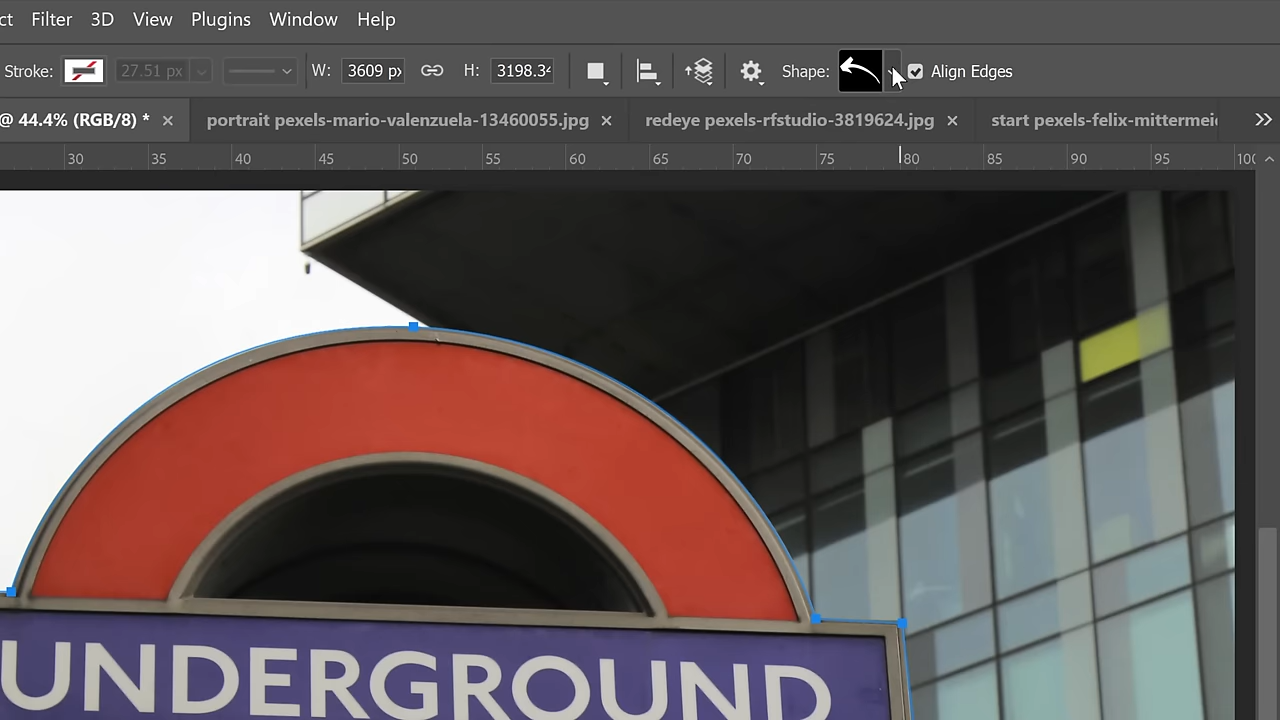 ct Filter 3D View Plugins Window Help
Stroke: 27.51 px W: 3609 px H: 3198.34 Shape: Align Edges
@ 44.4% (RGB/8) * portrait pexels-mario-valenzuela-13460055.jpg redeye pexels-rfstudio-3819624.jpg start pexels-felix-mittermei
30 35 40 45 50 55 60 65 70 75 80 85 90 95 100
UNDERGROUND